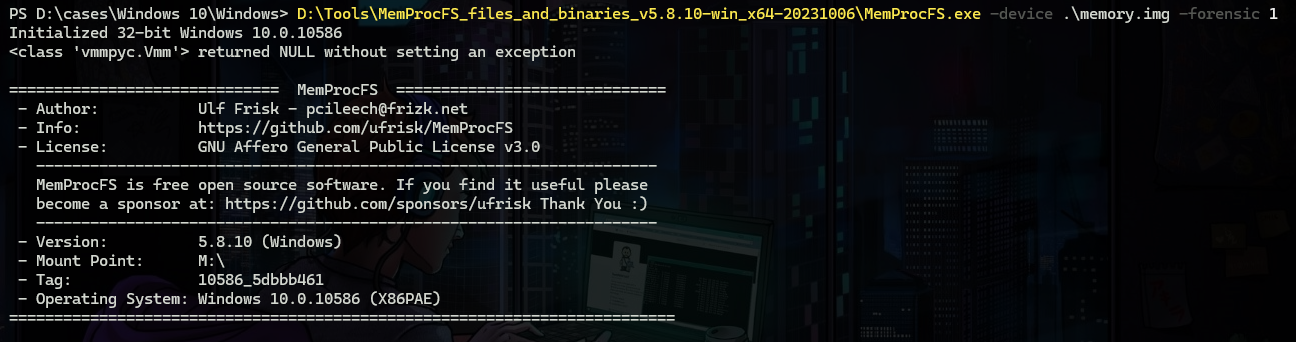 PS D:\cases\Windows 10\Windows> D:\Tools\MemProcFS_files_and_binaries_v5.8.10-win_x64-20231006\MemProcFS.exe -device .\memory.img -forensic 1
Initialized 32-bit Windows 10.0.10586
<class 'vmmpyc.Vmm'> returned NULL without setting an exception
============================== MemProcFS ==============================
- Author: Ulf Frisk - pcileech@frizk.net
- Info: https://github.com/ufrisk/MemProcFS
- License: GNU Affero General Public License v3.0
---------------------------------------------------------------------
MemProcFS is free open source software. If you find it useful please
become a sponsor at: https://github.com/sponsors/ufrisk Thank You :)
---------------------------------------------------------------------
- Version: 5.8.10 (Windows)
- Mount Point: M:\
- Tag: 10586_5dbbb461
- Operating System: Windows 10.0.10586 (X86PAE)
==========================================================================